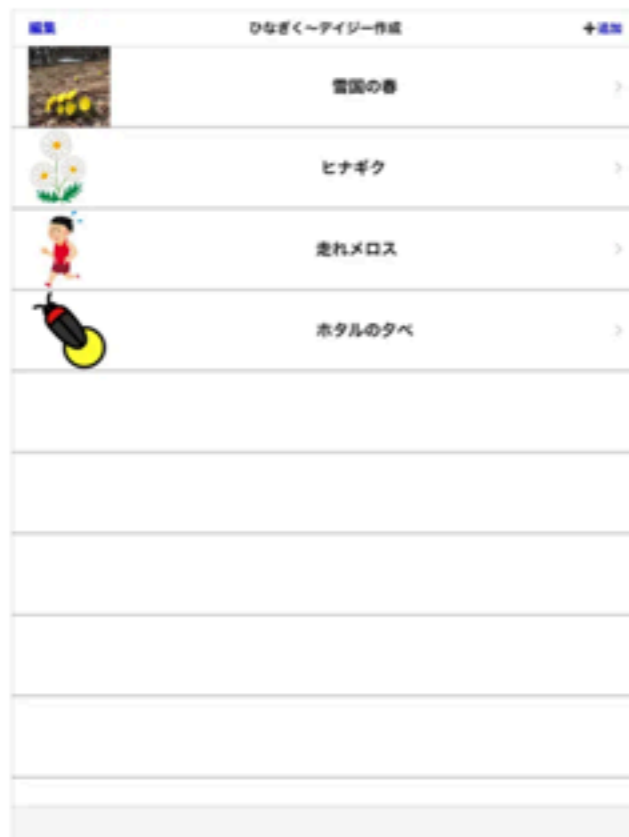 編集
ひなぎく～デイジー作成
+追加
雪国の春
ヒナギク
走れメロス
ホタルの夕べ